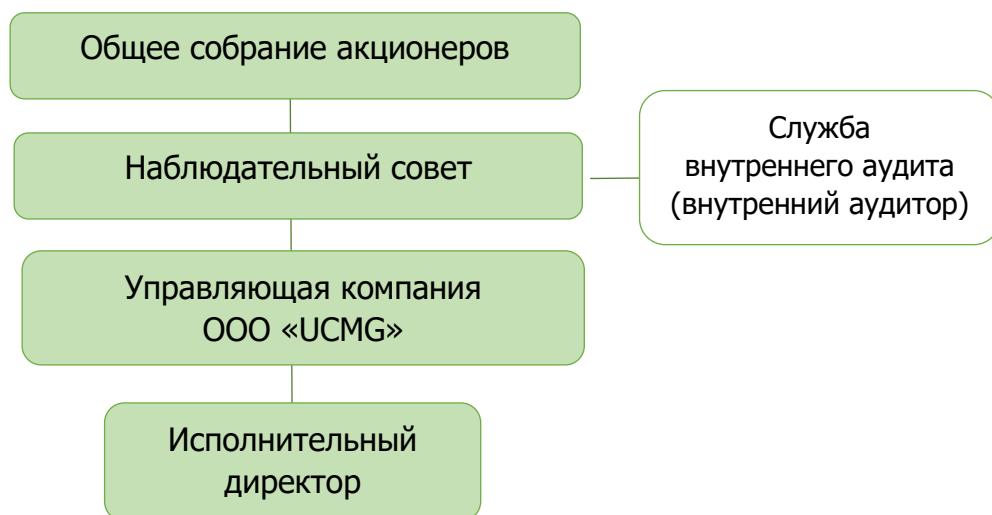 Общее собрание акционеров
Наблюдательный совет
Служба
внутреннего аудита
(внутренний аудитор)
Управляющая компания
ООО «UCMG»
Исполнительный
директор